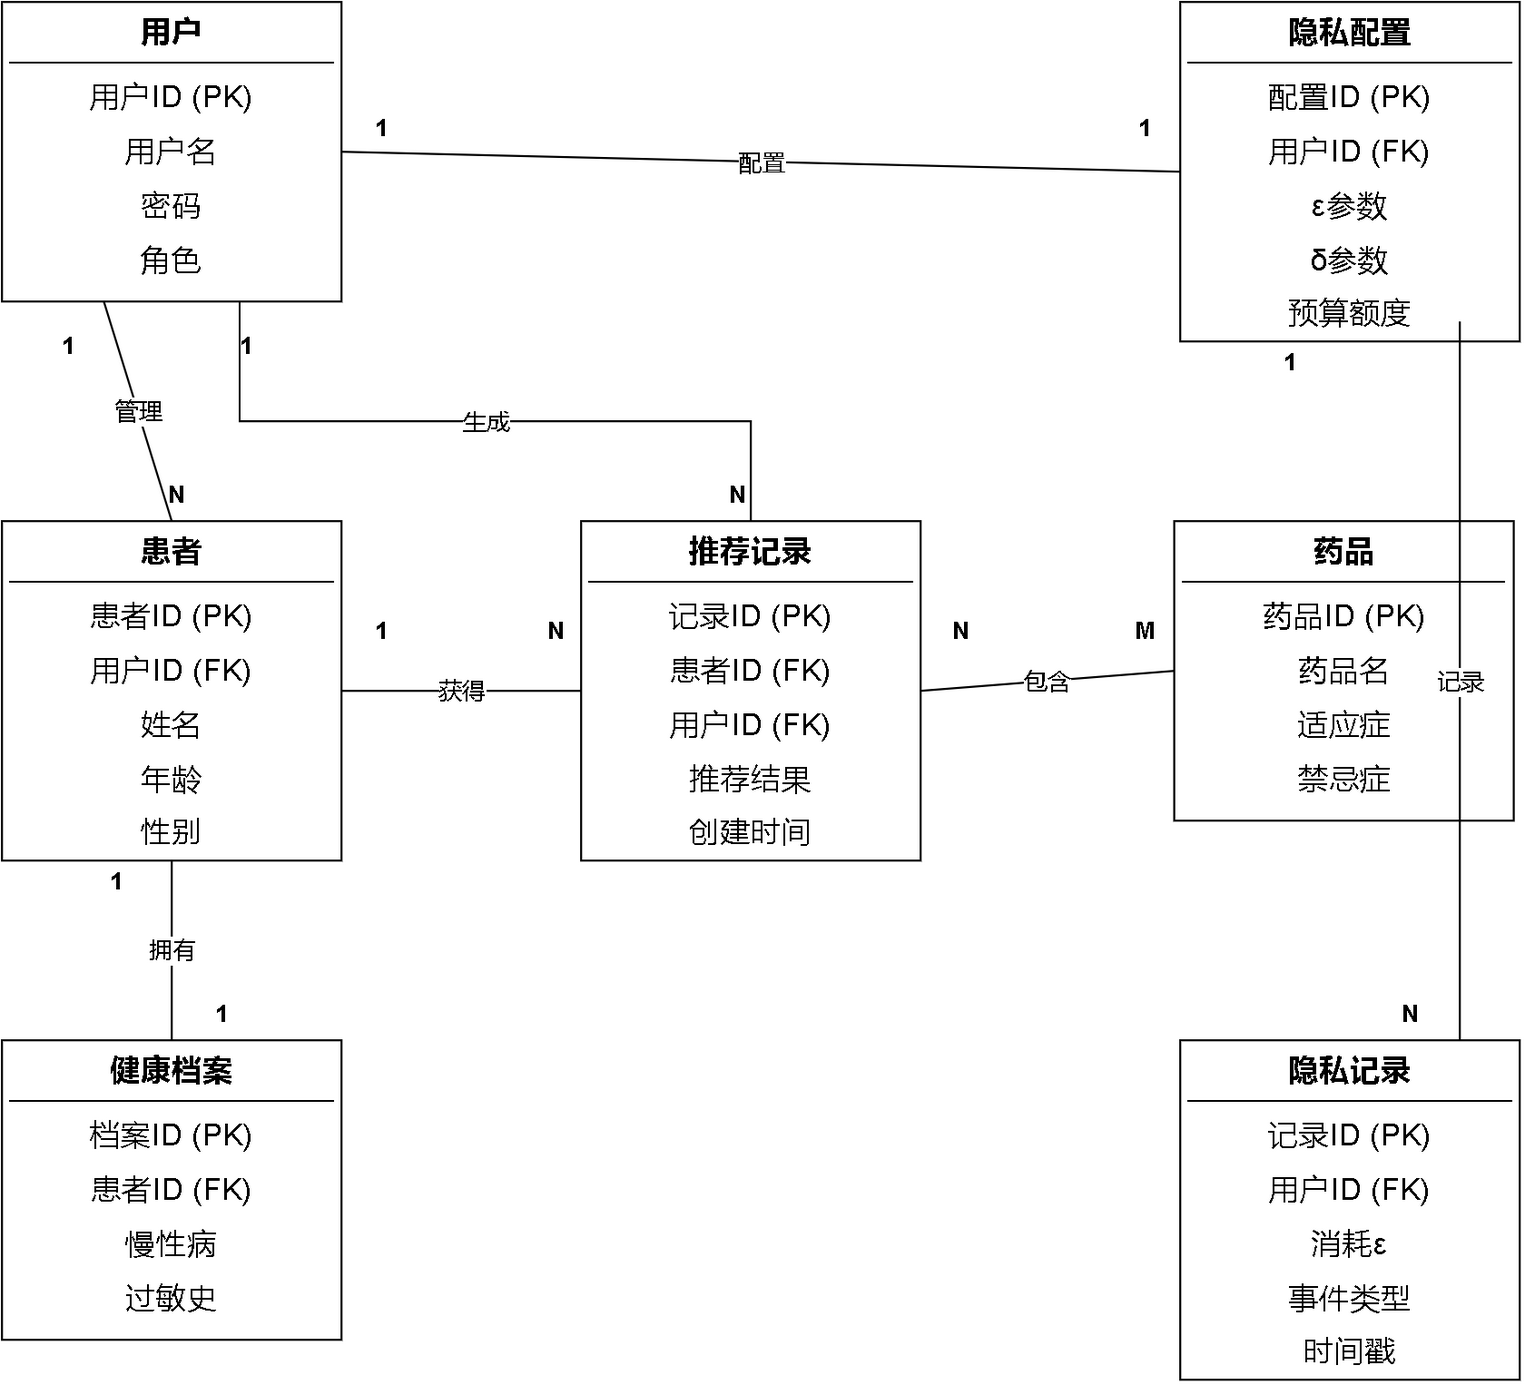 用户
用户ID (PK)
用户名
密码
角色
隐私配置
配置ID (PK)
用户ID (FK)
ε参数
δ参数
预算额度
1
配置
1
1
管理
N
1
生成
N
1
患者
患者ID (PK)
用户ID (FK)
姓名
年龄
性别
1
获得
N
推荐记录
记录ID (PK)
患者ID (FK)
用户ID (FK)
推荐结果
创建时间
N
包含
M
药品
药品ID (PK)
药品名
适应症
禁忌症
记录
1
拥有
1
N
健康档案
档案ID (PK)
患者ID (FK)
慢性病
过敏史
隐私记录
记录ID (PK)
用户ID (FK)
消耗ε
事件类型
时间戳